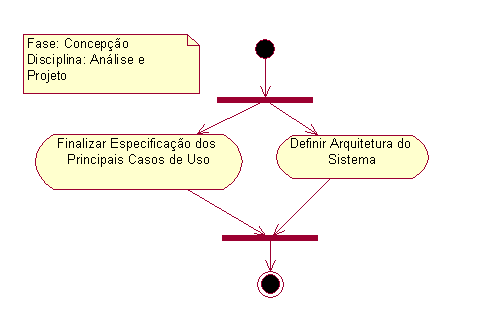 Fase: Concepção
Disciplina: Análise e
Projeto
Finalizar Especificação dos
Principais Casos de Uso
Definir Arquitetura do
Sistema